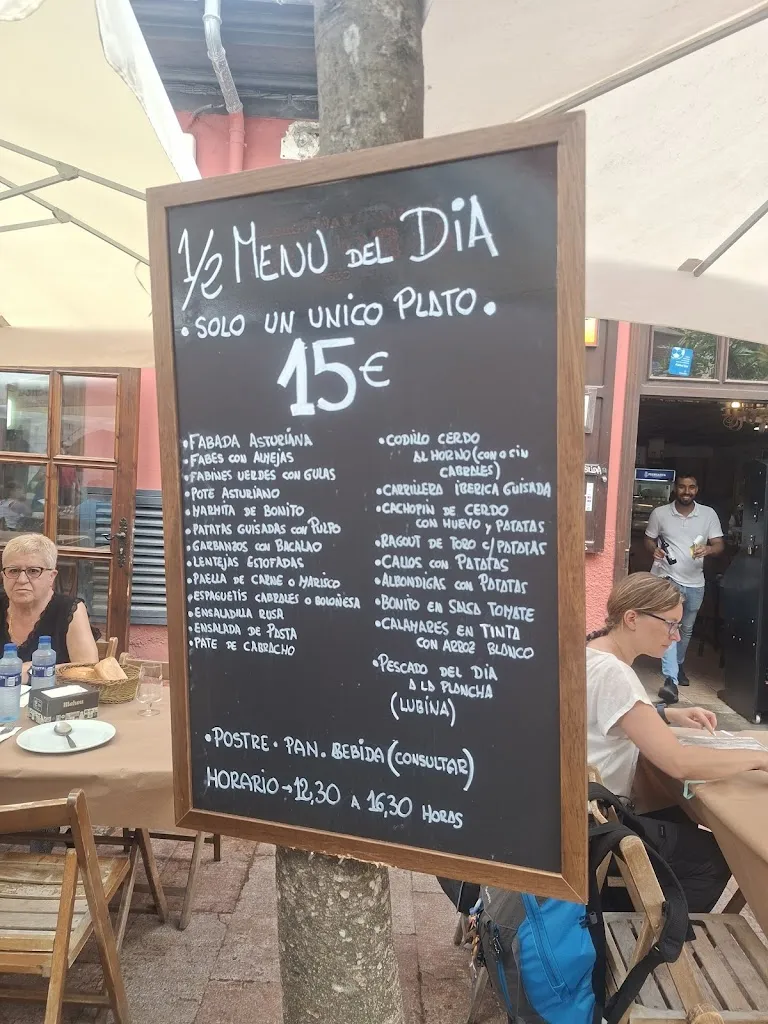 1/2 MENU DEL DIA
• SOLO UN UNICO PLATO •
15€
• FABADA ASTURIANA
• FABES CON ALMEJAS
• FABINES VERDES CON GULAS
• POTE ASTURIANO
• MARMITA DE BONITO
• PATATAS GUISADAS CON PULPO
• GARBANZOS CON BACALAO
• LENTEJAS ESTOFADAS
• PAELLA DE CARNE O MARISCO
• ESPAGUETIS CABRALES O BOLOÑESA
• ENSALADILLA RUSA
• ENSALADA DE PASTA
• PATE DE CABRACHO
• CODILLO CERDO
AL HORNO (CON O SIN
CABRALES)
• CARRILLERA IBERICA GUISADA
• CACHOPIN DE CERDO
CON HUEVO Y PATATAS
• RAGOUT DE TORO C/PATATAS
• CALLOS CON PATATAS
• ALBONDIGAS CON PATATAS
• BONITO EN SALSA TOMATE
• CALAMARES EN TINTA
CON ARROZ BLANCO
• PESCADO DEL DIA
A LA PLANCHA
(LUBINA)
• POSTRE • PAN. BEBIDA (CONSULTAR)
HORARIO → 12,30 A 16,30 HORAS
Mahou